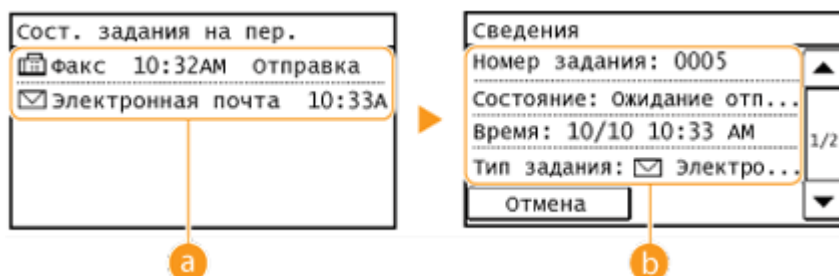 Сост. задания на пер.
Факс 10:32AM Отправка
Электронная почта 10:33A
a
Сведения
Номер задания: 0005
Состояние: Ожидание отп...
Время: 10/10 10:33 AM
Тип задания: Электро...
1/2
Отмена
b